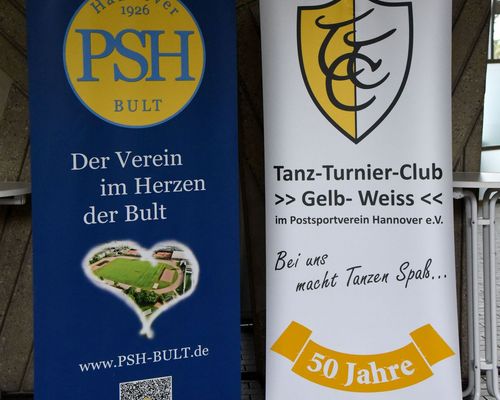 Hannover
1926
PSH
BULT
Der Verein
im Herzen
der Bult
www.PSH-BULT.de
TTC
Tanz-Turnier-Club
>> Gelb- Weiss <<
im Postsportverein Hannover e.V.
Bei uns
macht Tanzen Spaß...
50 Jahre